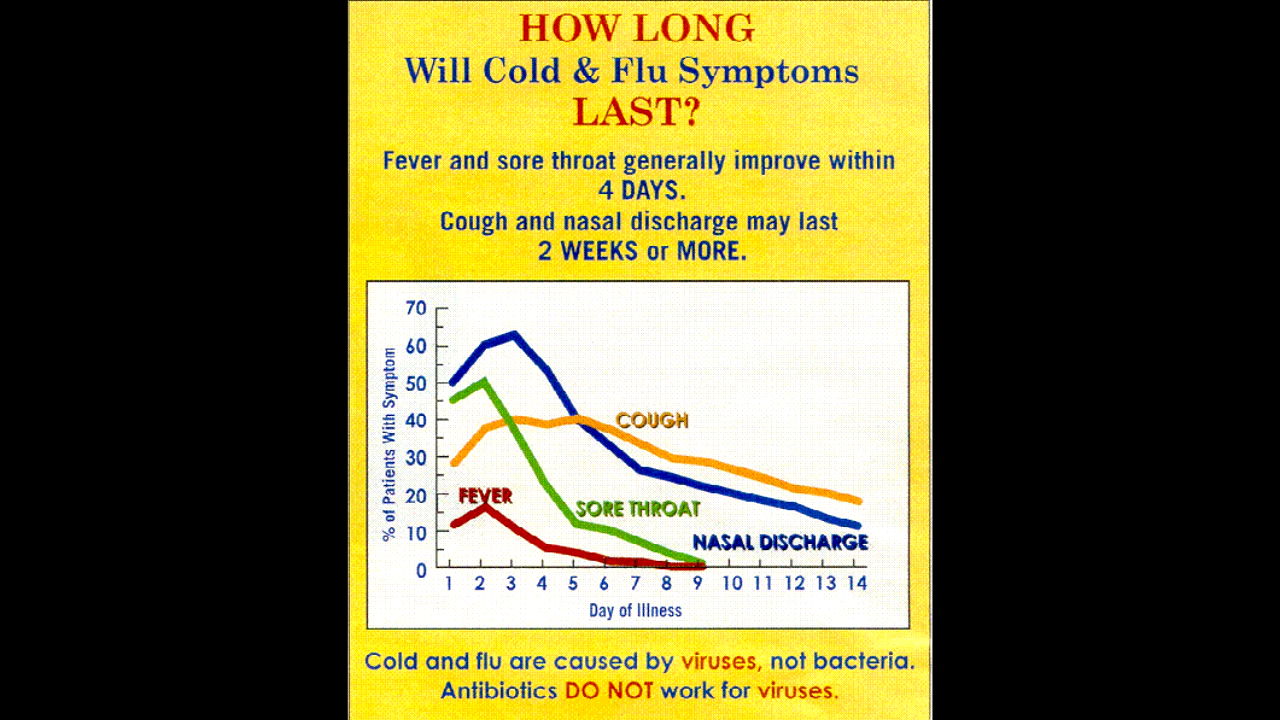 HOW LONG
Will Cold & Flu Symptoms
LAST?
Fever and sore throat generally improve within
4 DAYS.
Cough and nasal discharge may last
2 WEEKS or MORE.
% of Patients With Symptom
70
60
50
40
30
20
10
0
COUGH
FEVER
SORE THROAT
NASAL DISCHARGE
1 2 3 4 5 6 7 8 9 10 11 12 13 14
Day of Illness
Cold and flu are caused by viruses, not bacteria.
Antibiotics DO NOT work for viruses.